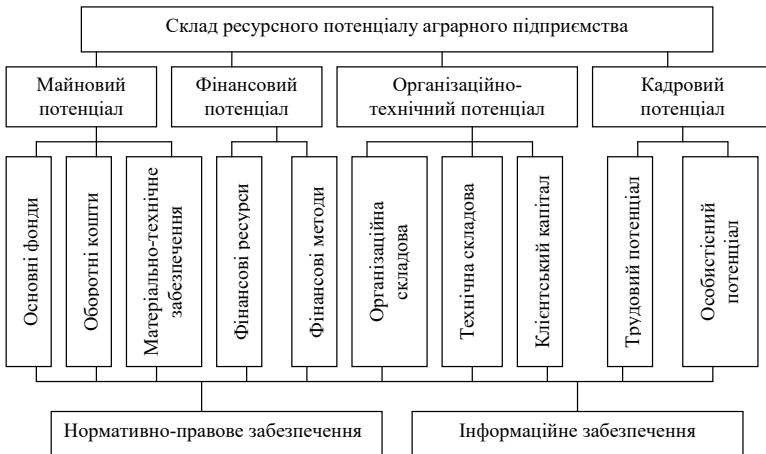 Склад ресурсного потенціалу аграрного підприємства
Майновий
потенціал
Фінансовий
потенціал
Організаційно-
технічний потенціал
Кадровий
потенціал
Основні фонди
Оборотні кошти
Матеріально-технічне
забезпечення
Фінансові ресурси
Фінансові методи
Організаційна
складова
Технічна складова
Клієнтський капітал
Трудовий потенціал
Особистісний
потенціал
Нормативно-правове забезпечення
Інформаційне забезпечення